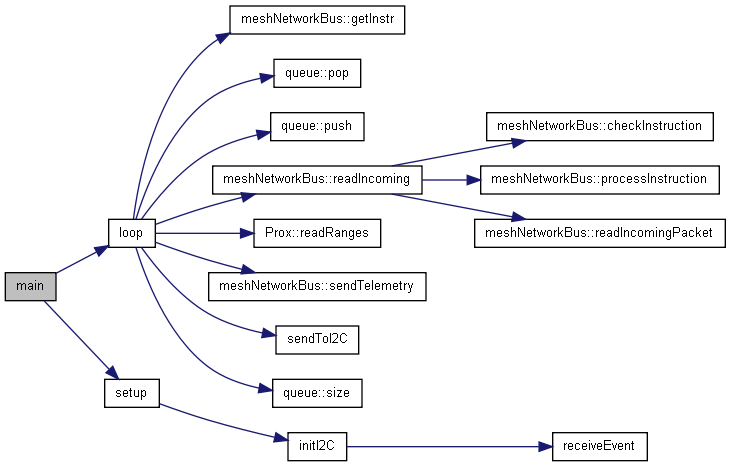 meshNetworkBus::getInstr
queue::pop
queue::push
meshNetworkBus::checkInstruction
meshNetworkBus::readIncoming
meshNetworkBus::processInstruction
loop
Prox::readRanges
meshNetworkBus::readIncomingPacket
main
meshNetworkBus::sendTelemetry
sendToI2C
setup
queue::size
initI2C
receiveEvent